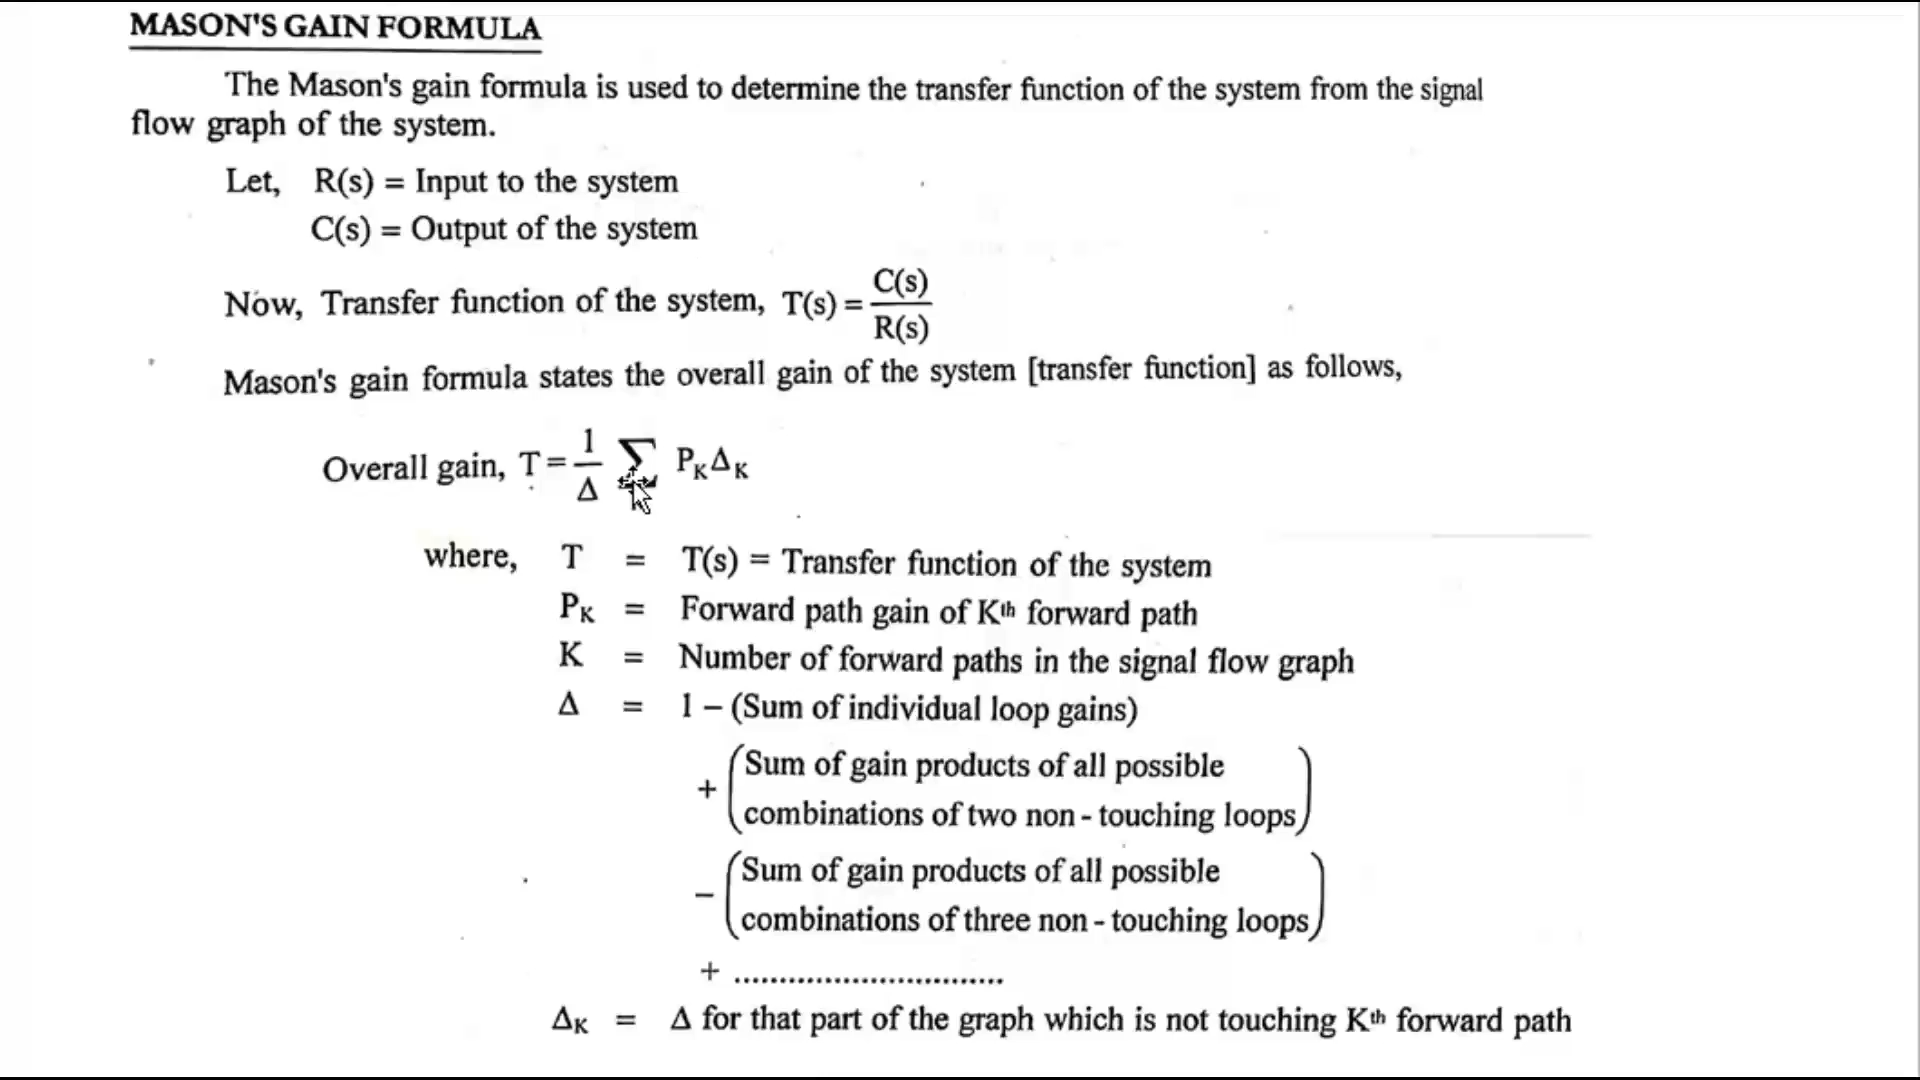 MASON'S GAIN FORMULA
The Mason's gain formula is used to determine the transfer function of the system from the signal
flow graph of the system.
Let, R(s) = Input to the system
C(s) = Output of the system
Now, Transfer function of the system, T(s) = C(s)/R(s)
Mason's gain formula states the overall gain of the system [transfer function] as follows,
Overall gain, T = 1/Δ Σ P_K Δ_K
where, T = T(s) = Transfer function of the system
P_K = Forward path gain of Kth forward path
K = Number of forward paths in the signal flow graph
Δ = 1 – (Sum of individual loop gains)
+ (Sum of gain products of all possible
combinations of two non - touching loops)
– (Sum of gain products of all possible
combinations of three non - touching loops)
+ ..............................
Δ_K = Δ for that part of the graph which is not touching Kth forward path